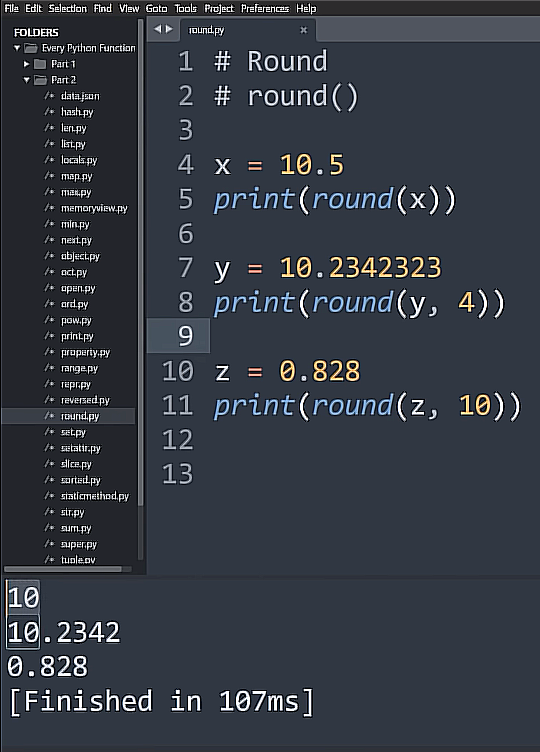 File Edit Selection Find View Goto Tools Project Preferences Help
FOLDERS
Every Python Function
Part 1
Part 2
/* data.json
/* hash.py
/* len.py
/* list.py
/* locals.py
/* map.py
/* max.py
/* memoryview.py
/* min.py
/* next.py
/* object.py
/* oct.py
/* open.py
/* ord.py
/* pow.py
/* print.py
/* property.py
/* range.py
/* repr.py
/* reversed.py
/* round.py
/* set.py
/* setattr.py
/* slice.py
/* sorted.py
/* staticmethod.py
/* str.py
/* sum.py
/* super.py
/* tuple.py
round.py ×
1 # Round
2 # round()
3
4 x = 10.5
5 print(round(x))
6
7 y = 10.2342323
8 print(round(y, 4))
9
10 z = 0.828
11 print(round(z, 10))
12
13
10
10.2342
0.828
[Finished in 107ms]